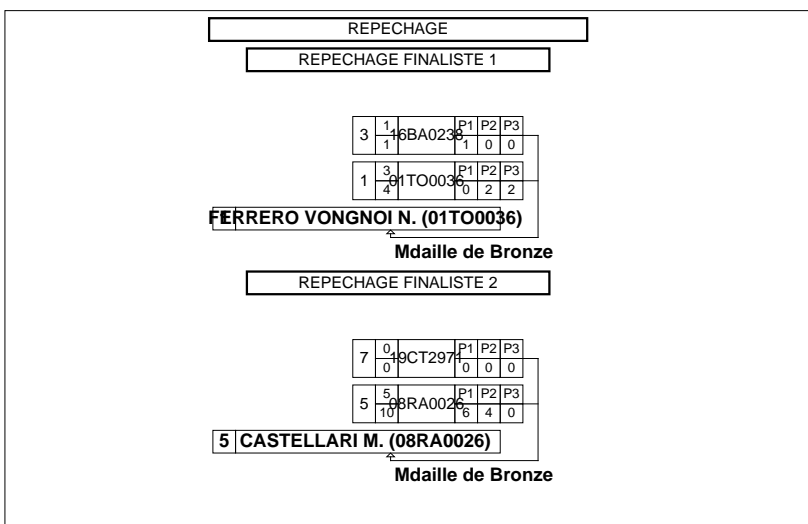 REPECHAGE
REPECHAGE FINALISTE 1
3 1 16BA0238 P1 P2 P3
1 1 0 0
1 3 01TO0036 P1 P2 P3
4 0 2 2
1 FERRERO VONGNOI N. (01TO0036)
Mdaille de Bronze
REPECHAGE FINALISTE 2
7 0 19CT2971 P1 P2 P3
0 0 0 0
5 5 08RA0026 P1 P2 P3
10 6 4 0
5 CASTELLARI M. (08RA0026)
Mdaille de Bronze